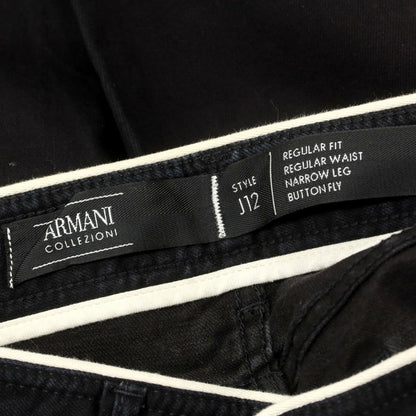 ARMANI
COLLEZIONI
STYLE
J12
REGULAR FIT
REGULAR WAIST
NARROW LEG
BUTTON FLY